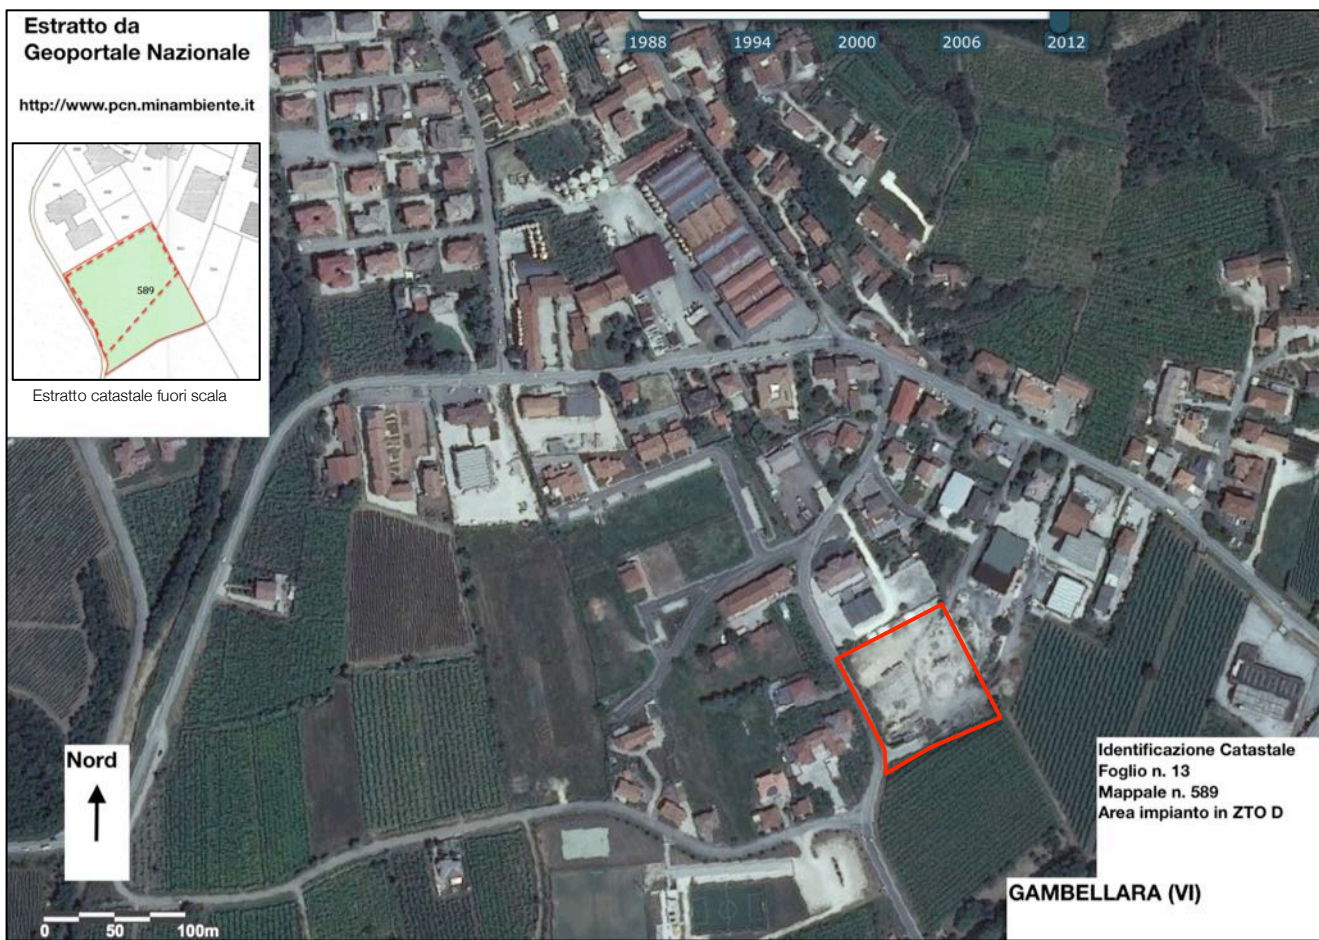 Estratto da
Geoportale Nazionale
http://www.pcn.minambiente.it
589
Estratto catastale fuori scala
1988 1994 2000 2006 2012
Nord
0 50 100m
Identificazione Catastale
Foglio n. 13
Mappale n. 589
Area impianto in ZTO D
GAMBELLARA (VI)